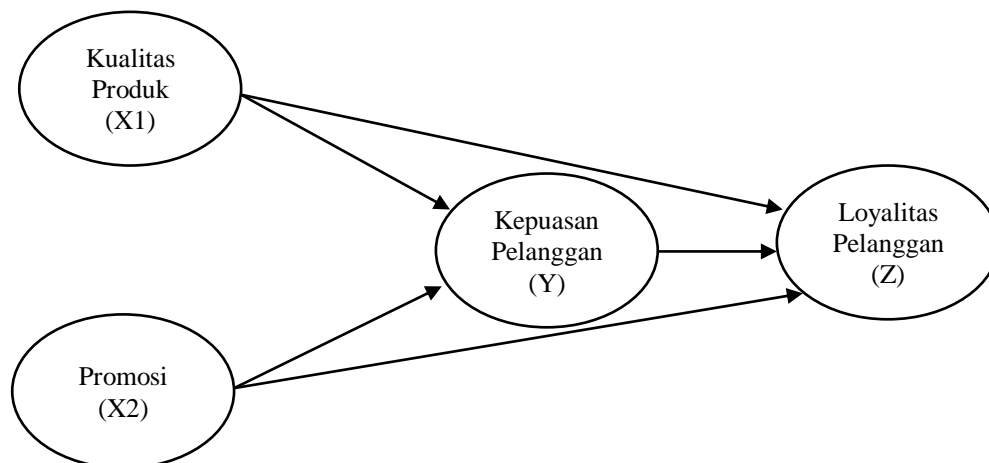 Kualitas
Produk
(X1)
Kepuasan
Pelanggan
(Y)
Loyalitas
Pelanggan
(Z)
Promosi
(X2)